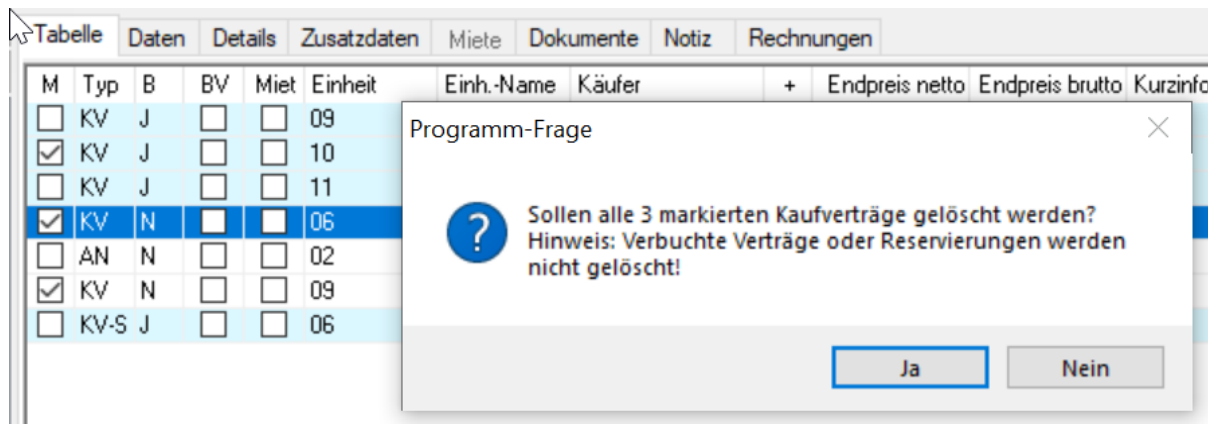 Tabelle Daten Details Zusatzdaten Miete Dokumente Notiz Rechnungen
M Typ B BV Miet Einheit Einh.-Name Käufer + Endpreis netto Endpreis brutto Kurzinfo
KV J 09
KV J 10
KV J 11
KV N 06
AN N 02
KV N 09
KV-S J 06
Programm-Frage
Sollen alle 3 markierten Kaufverträge gelöscht werden?
Hinweis: Verbuchte Verträge oder Reservierungen werden
nicht gelöscht!
Ja Nein